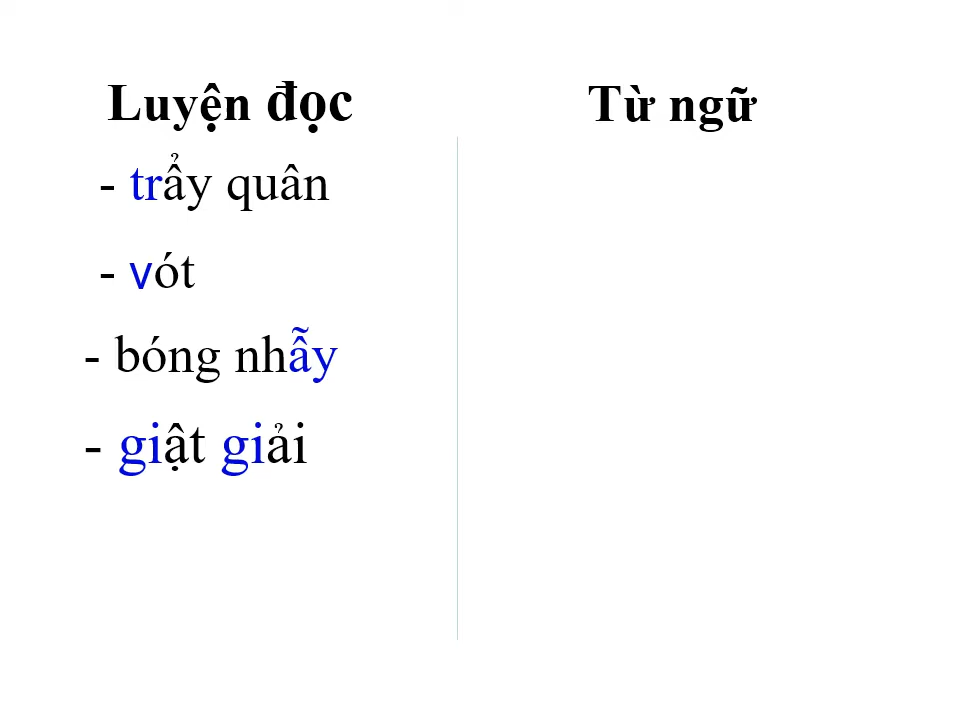 Luyện đọc
Từ ngữ
- trẩy quân
- vót
- bóng nhẫy
- giật giải